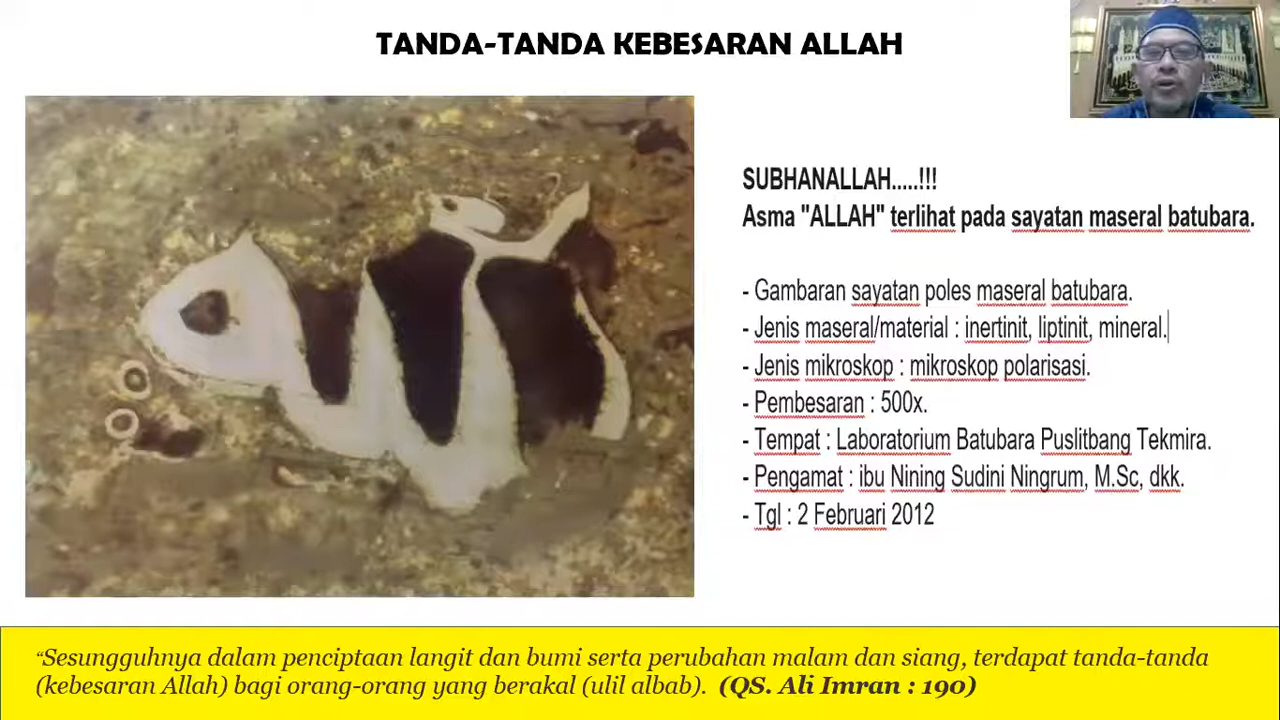 TANDA-TANDA KEBESARAN ALLAH
SUBHANALLAH.....!!!
Asma "ALLAH" terlihat pada sayatan maseral batubara.
- Gambaran sayatan poles maseral batubara.
- Jenis maseral/material : inertinit, liptinit, mineral.
- Jenis mikroskop : mikroskop polarisasi.
- Pembesaran : 500x.
- Tempat : Laboratorium Batubara Puslitbang Tekmira.
- Pengamat : ibu Nining Sudini Ningrum, M.Sc, dkk.
- Tgl : 2 Februari 2012
“Sesungguhnya dalam penciptaan langit dan bumi serta perubahan malam dan siang, terdapat tanda-tanda
(kebesaran Allah) bagi orang-orang yang berakal (ulil albab). (QS. Ali Imran : 190)